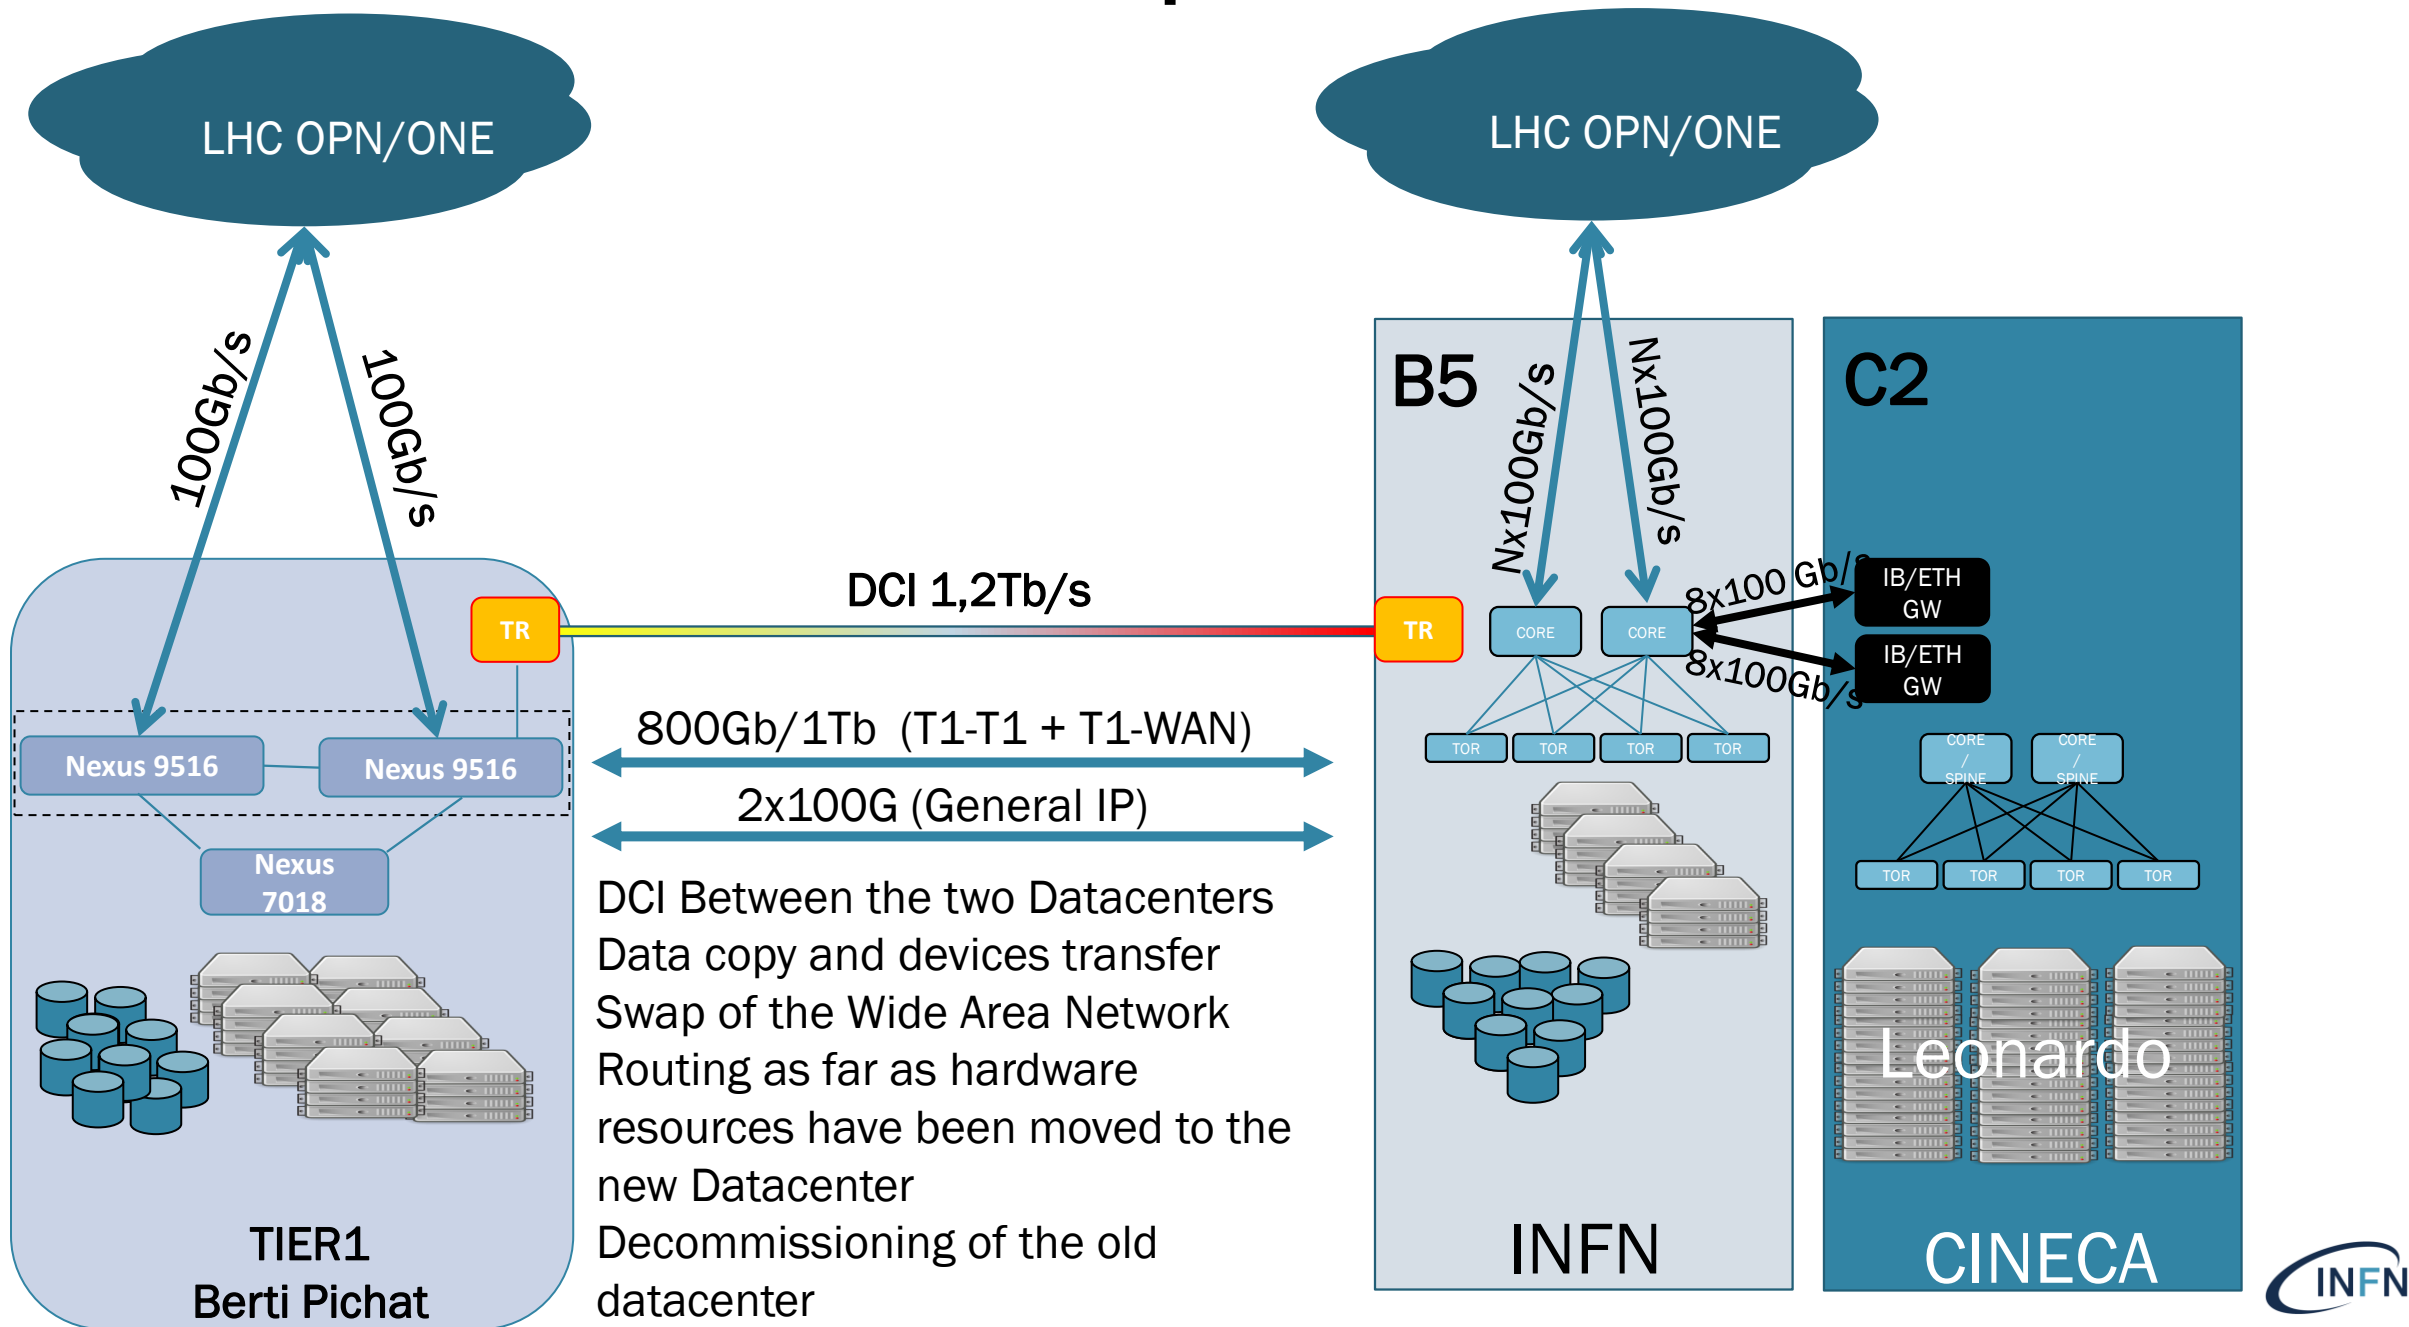 LHC OPN/ONE
LHC OPN/ONE
100Gb/s
100Gb/s
Nx100Gb/s
Nx100Gb/s
B5
C2
DCI 1,2Tb/s
TR
TR
CORE
CORE
8x100 Gb/s
8x100Gb/s
IB/ETH
GW
IB/ETH
GW
800Gb/1Tb (T1-T1 + T1-WAN)
2x100G (General IP)
Nexus 9516
Nexus 9516
Nexus
7018
TOR
TOR
TOR
TOR
CORE
/
SPINE
CORE
/
SPINE
TOR
TOR
TOR
TOR
DCI Between the two Datacenters
Data copy and devices transfer
Swap of the Wide Area Network
Routing as far as hardware
resources have been moved to the
new Datacenter
Decommissioning of the old
datacenter
Leonardo
TIER1
Berti Pichat
INFN
CINECA
INFN